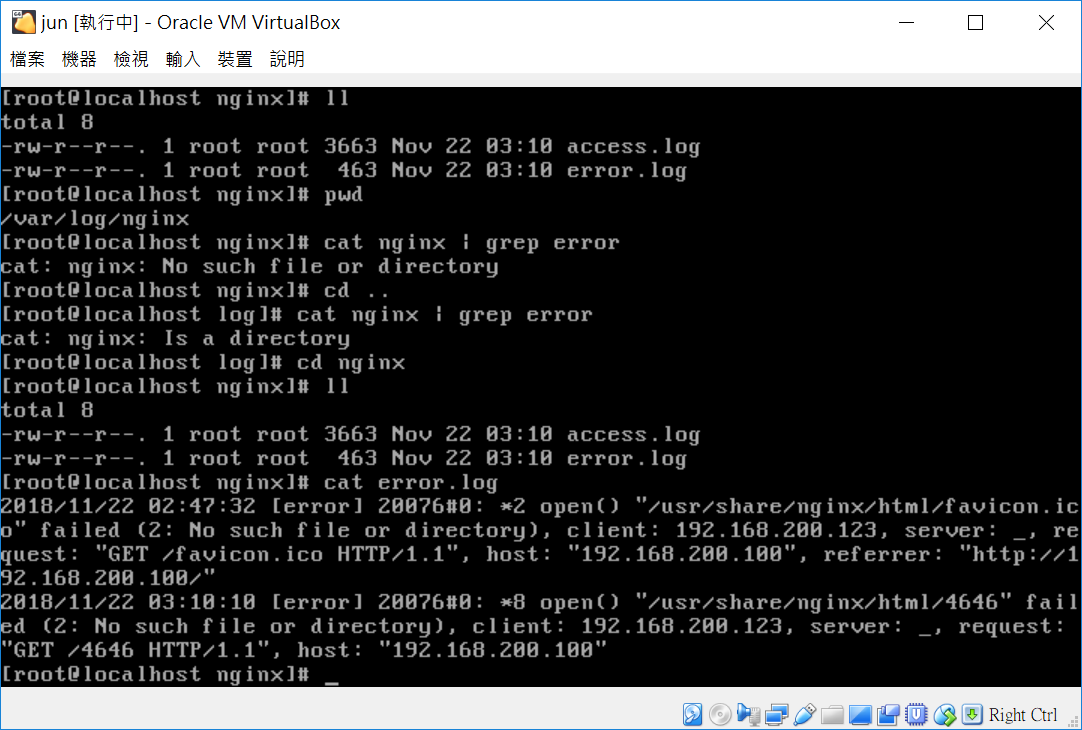 jun [執行中] - Oracle VM VirtualBox
檔案 機器 檢視 輸入 裝置 說明
[root@localhost nginx]# ll
total 8
-rw-r--r--. 1 root root 3663 Nov 22 03:10 access.log
-rw-r--r--. 1 root root  463 Nov 22 03:10 error.log
[root@localhost nginx]# pwd
/var/log/nginx
[root@localhost nginx]# cat nginx | grep error
cat: nginx: No such file or directory
[root@localhost nginx]# cd ..
[root@localhost log]# cat nginx | grep error
cat: nginx: Is a directory
[root@localhost log]# cd nginx
[root@localhost nginx]# ll
total 8
-rw-r--r--. 1 root root 3663 Nov 22 03:10 access.log
-rw-r--r--. 1 root root  463 Nov 22 03:10 error.log
[root@localhost nginx]# cat error.log
2018/11/22 02:47:32 [error] 20076#0: *2 open() "/usr/share/nginx/html/favicon.ic
o" failed (2: No such file or directory), client: 192.168.200.123, server: _, re
quest: "GET /favicon.ico HTTP/1.1", host: "192.168.200.100", referrer: "http://1
92.168.200.100/"
2018/11/22 03:10:10 [error] 20076#0: *8 open() "/usr/share/nginx/html/4646" fail
ed (2: No such file or directory), client: 192.168.200.123, server: _, request:
"GET /4646 HTTP/1.1", host: "192.168.200.100"
[root@localhost nginx]# _
Right Ctrl